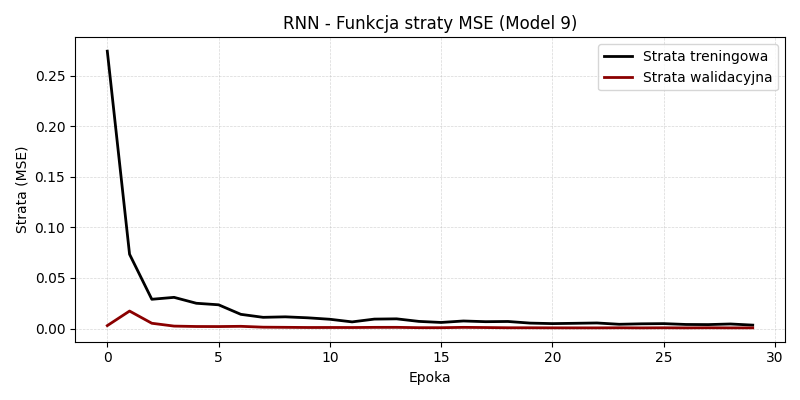 RNN - Funkcja straty MSE (Model 9)
Strata treningowa
Strata walidacyjna
Strata (MSE)
0.25
0.20
0.15
0.10
0.05
0.00
0 5 10 15 20 25 30
Epoka